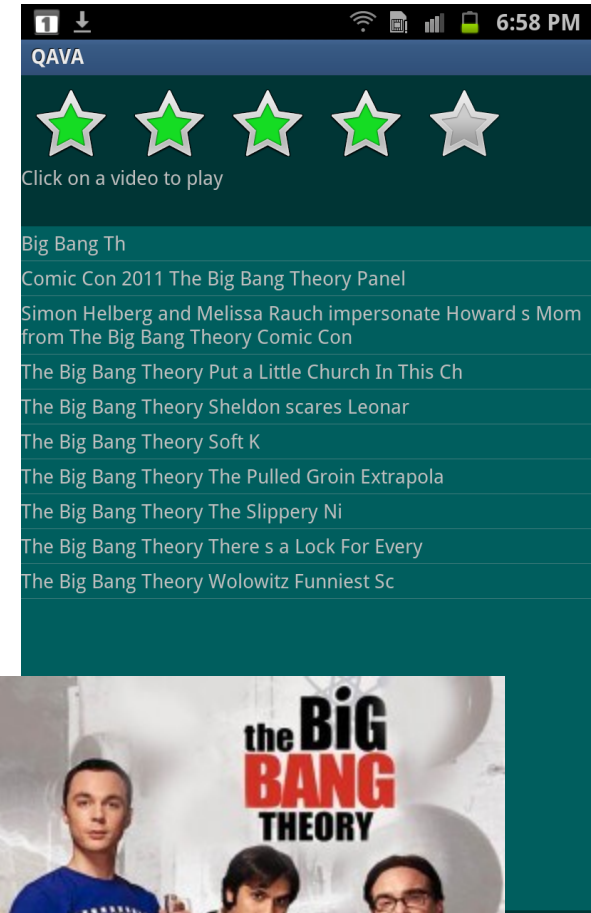 1
6:58 PM
QAVA
Click on a video to play
Big Bang Th
Comic Con 2011 The Big Bang Theory Panel
Simon Helberg and Melissa Rauch impersonate Howard s Mom
from The Big Bang Theory Comic Con
The Big Bang Theory Put a Little Church In This Ch
The Big Bang Theory Sheldon scares Leonar
The Big Bang Theory Soft K
The Big Bang Theory The Pulled Groin Extrapola
The Big Bang Theory The Slippery Ni
The Big Bang Theory There s a Lock For Every
The Big Bang Theory Wolowitz Funniest Sc
the BiG
BANG
THEORY